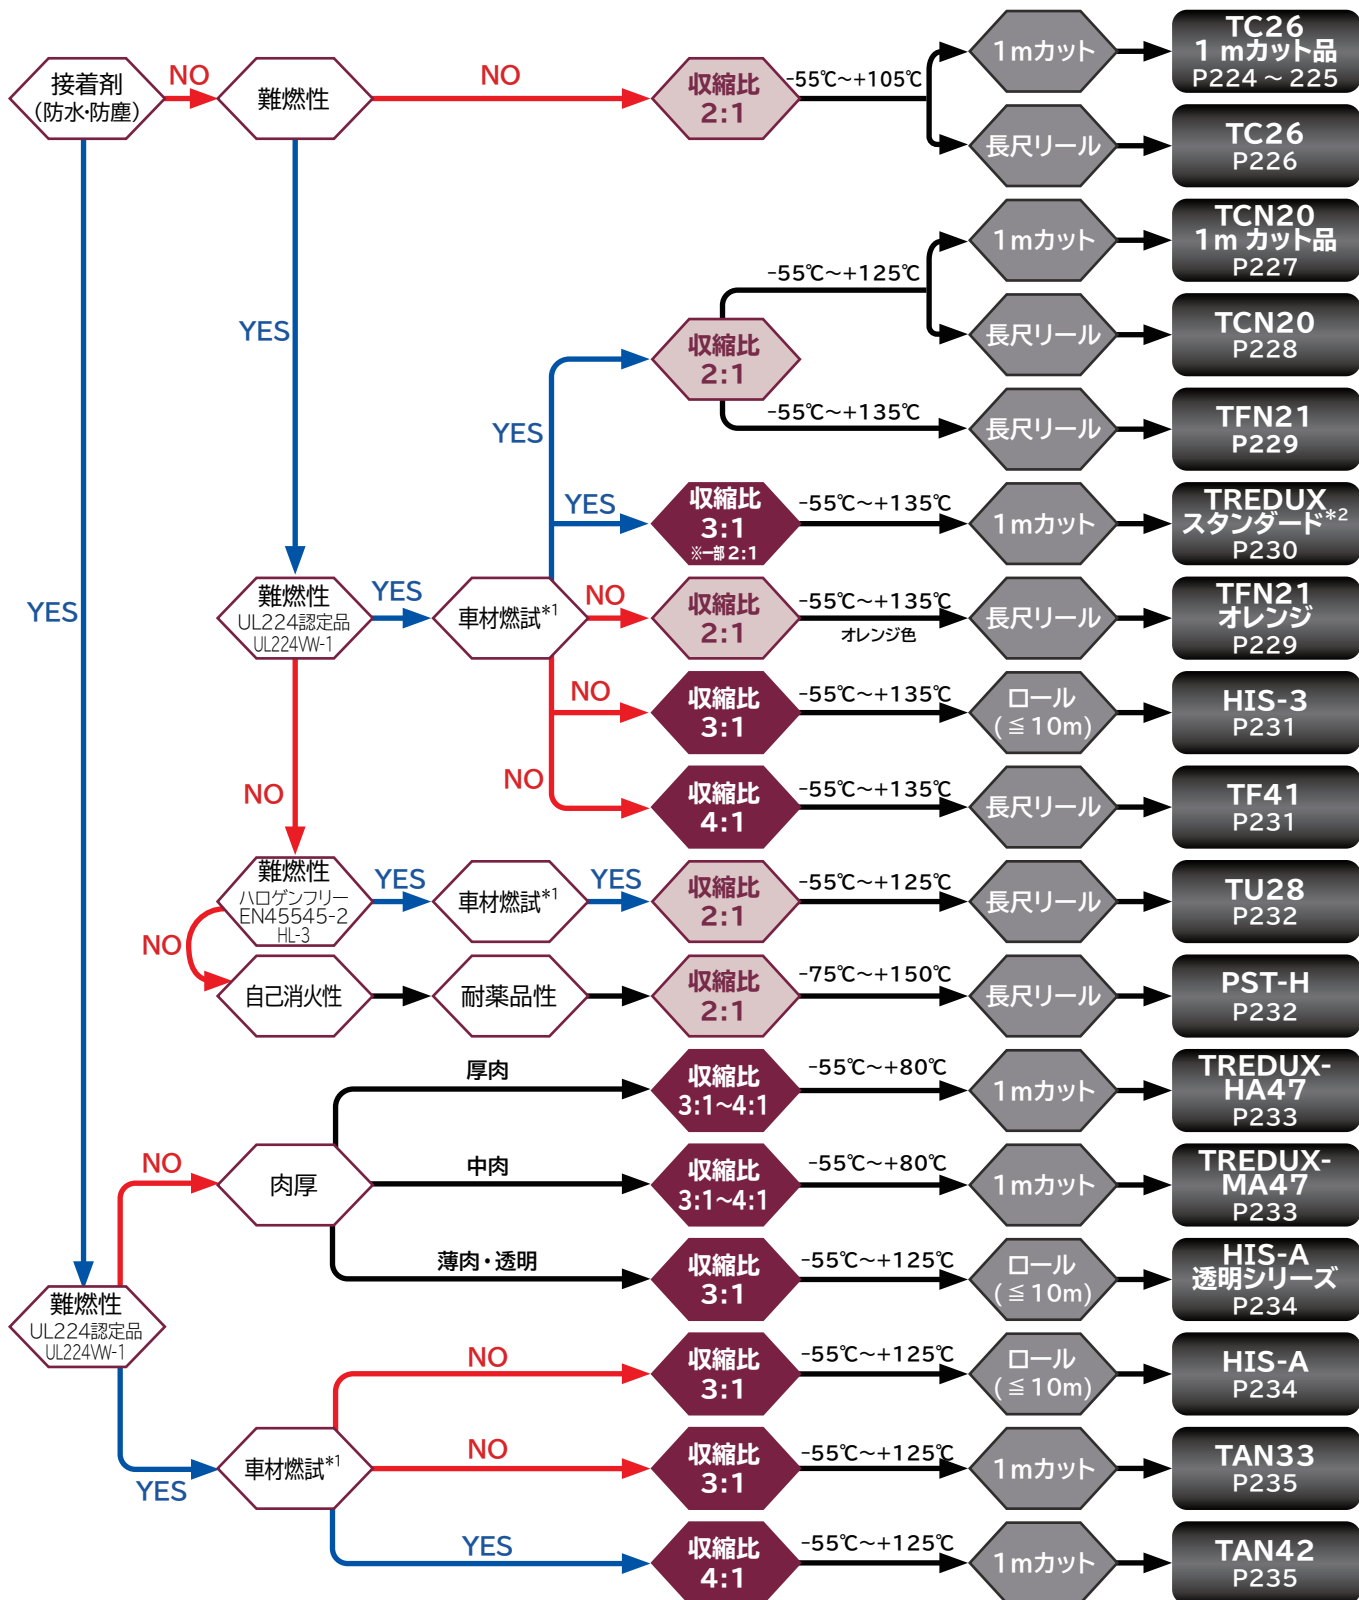 接着剤
（防水・防塵）
NO
難燃性
NO
収縮比
2:1
-55℃～+105℃
1mカット
TC26
1 mカット品
P224 ～ 225
長尺リール
TC26
P226
YES
YES
YES
収縮比
2:1
-55℃～+125℃
1mカット
TCN20
1m カット品
P227
長尺リール
TCN20
P228
-55℃～+135℃
長尺リール
TFN21
P229
YES
収縮比
3:1
※一部 2:1
-55℃～+135℃
1mカット
TREDUX
スタンダード*2
P230
難燃性
UL224認定品
UL224VW-1
YES
車材燃試*1
NO
収縮比
2:1
-55℃～+135℃
オレンジ色
長尺リール
TFN21
オレンジ
P229
NO
収縮比
3:1
-55℃～+135℃
ロール
(≦10m)
HIS-3
P231
NO
NO
収縮比
4:1
-55℃～+135℃
長尺リール
TF41
P231
難燃性
ハロゲンフリー
EN45545-2
HL-3
YES
車材燃試*1
YES
収縮比
2:1
-55℃～+125℃
長尺リール
TU28
P232
NO
自己消火性
耐薬品性
収縮比
2:1
-75℃～+150℃
長尺リール
PST-H
P232
NO
肉厚
厚肉
収縮比
3:1~4:1
-55℃～+80℃
1mカット
TREDUX-
HA47
P233
中肉
収縮比
3:1~4:1
-55℃～+80℃
1mカット
TREDUX-
MA47
P233
薄肉・透明
収縮比
3:1
-55℃～+125℃
ロール
(≦10m)
HIS-A
透明シリーズ
P234
難燃性
UL224認定品
UL224VW-1
YES
車材燃試*1
NO
収縮比
3:1
-55℃～+125℃
ロール
(≦10m)
HIS-A
P234
NO
収縮比
3:1
-55℃～+125℃
1mカット
TAN33
P235
YES
収縮比
4:1
-55℃～+125℃
1mカット
TAN42
P235